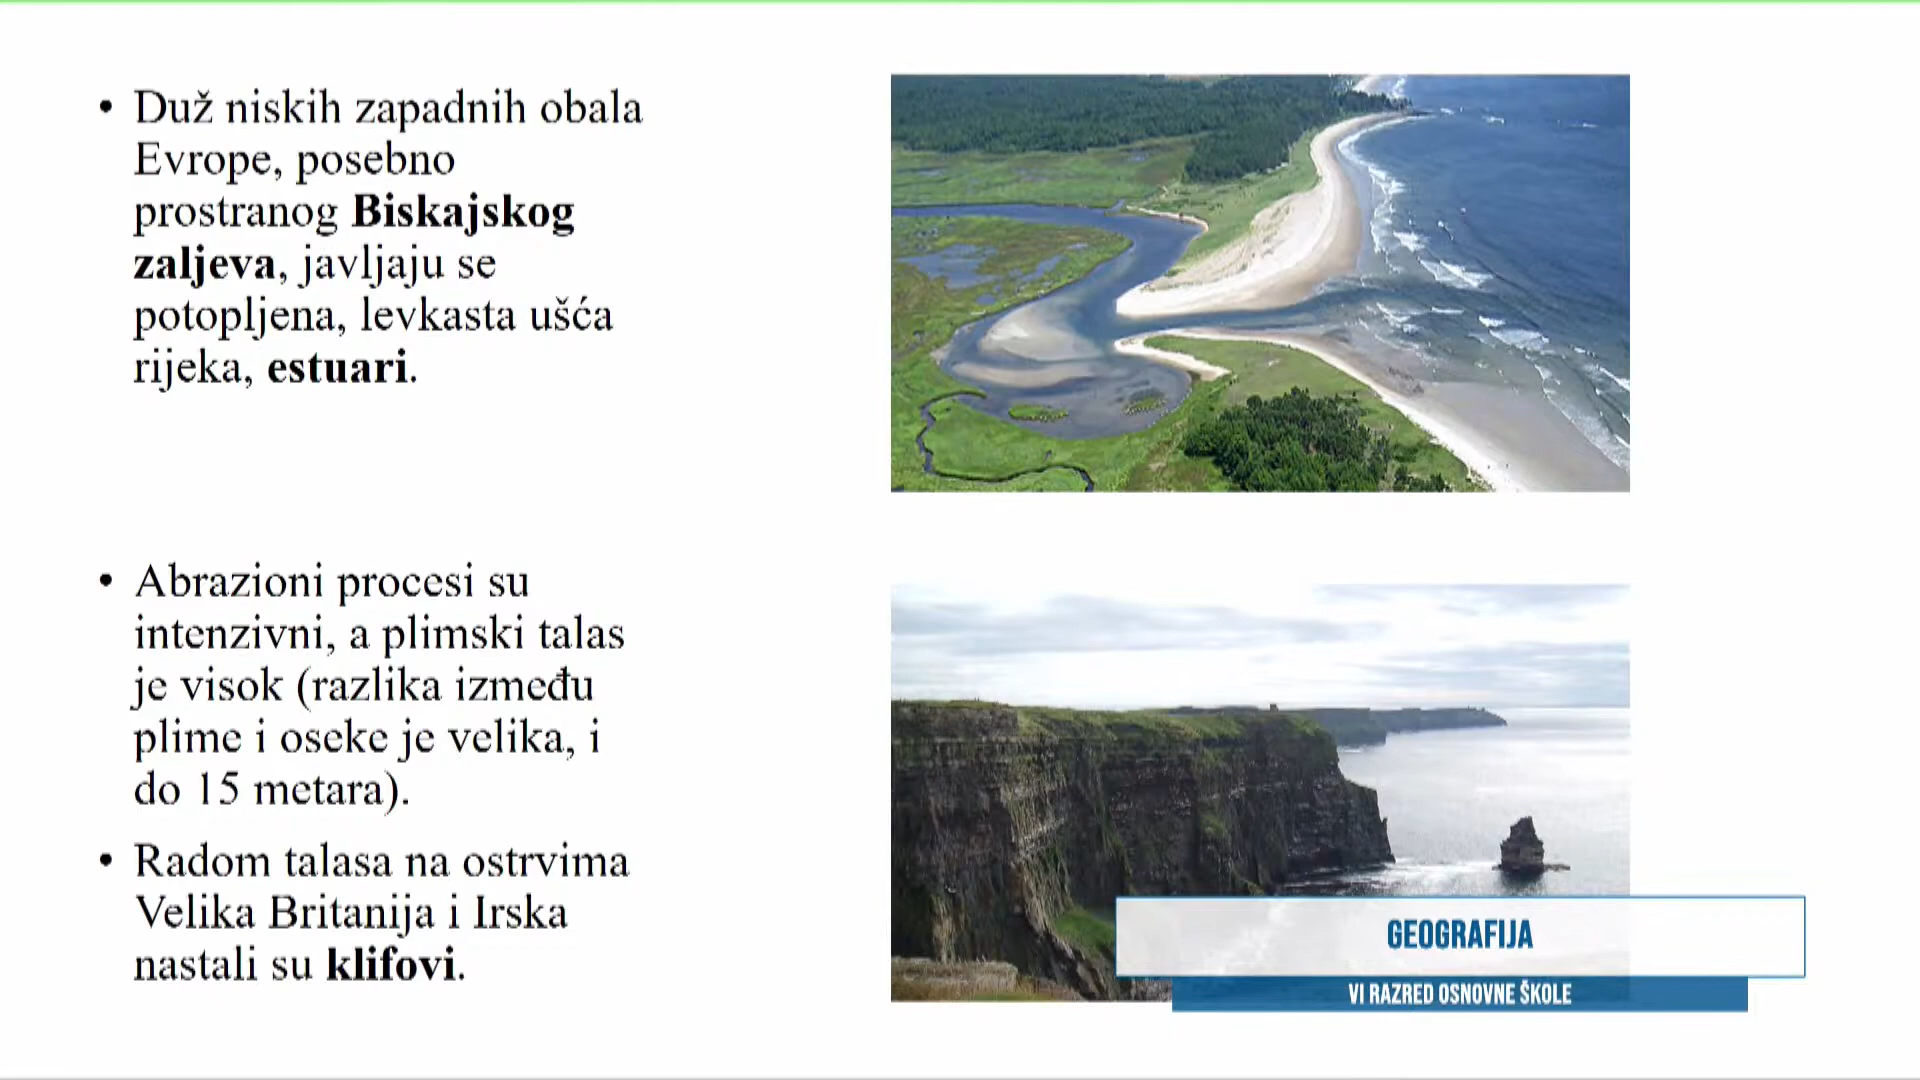 • Duž niskih zapadnih obala
Evrope, posebno
prostranog Biskajskog
zaljeva, javljaju se
potopljena, levkasta ušća
rijeka, estuari.
• Abrazioni procesi su
intenzivni, a plimski talas
je visok (razlika između
plime i oseke je velika, i
do 15 metara).
• Radom talasa na ostrvima
Velika Britanija i Irska
nastali su klifovi.
GEOGRAFIJA
VI RAZRED OSNOVNE ŠKOLE